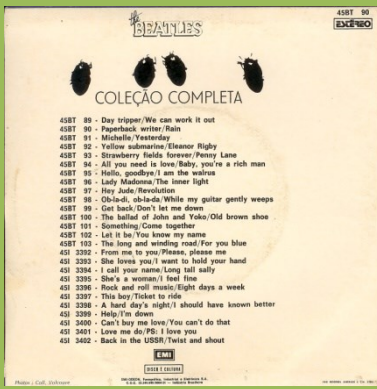 45BT 90
ESTÉREO
the
BEATLES
COLEÇÃO COMPLETA
45BT 89 - Day tripper/We can work it out
45BT 90 - Paperback writer/Rain
45BT 91 - Michelle/Yesterday
45BT 92 - Yellow submarine/Eleanor Rigby
45BT 93 - Strawberry fields forever/Penny Lane
45BT 94 - All you need is love/Baby, you're a rich man
45BT 95 - Hello, goodbye/I am the walrus
45BT 96 - Lady Madonna/The inner light
45BT 97 - Hey Jude/Revolution
45BT 98 - Ob-la-di, ob-la-da/While my guitar gently weeps
45BT 99 - Get back/Don't let me down
45BT 100 - The ballad of John and Yoko/Old brown shoe
45BT 101 - Something/Come together
45BT 102 - Let it be/You know my name
45BT 103 - The long and winding road/For you blue
45I 3392 - From me to you/Please, please me
45I 3393 - She loves you/I want to hold your hand
45I 3394 - I call your name/Long tall sally
45I 3395 - She's a woman/I feel fine
45I 3396 - Rock and roll music/Eight days a week
45I 3397 - This boy/Ticket to ride
45I 3398 - A hard day's night/I should have known better
45I 3399 - Help/I'm down
45I 3400 - Can't buy me love/You can't do that
45I 3401 - Love me do/PS: I love you
45I 3402 - Back in the USSR/Twist and shout
EMI
DISCO É CULTURA